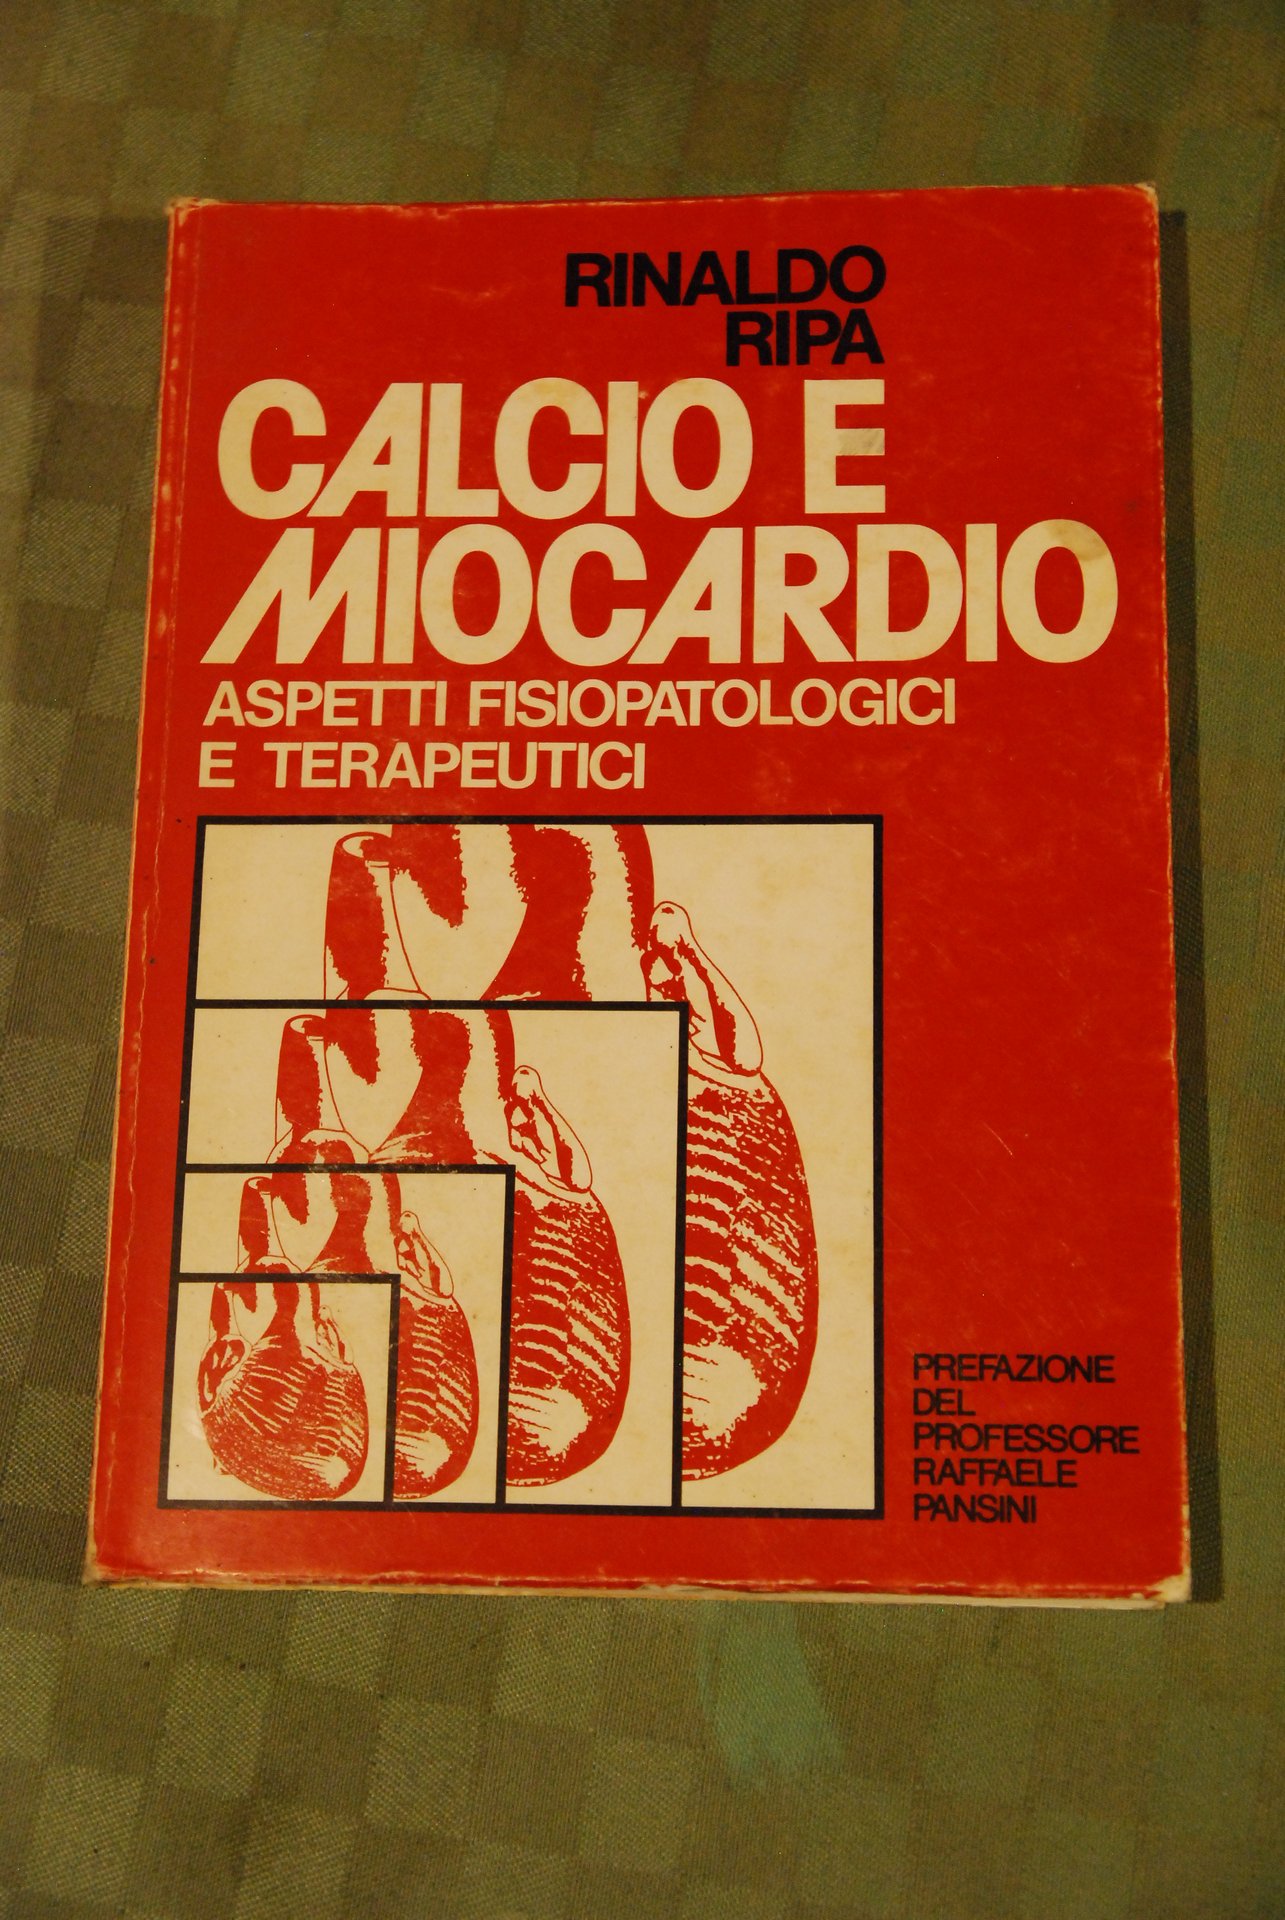 RINALDO
RIPA
CALCIO E
MIOCARDIO
ASPETTI FISIOPATOLOGICI
E TERAPEUTICI
PREFAZIONE
DEL
PROFESSORE
RAFFAELE
PANSINI